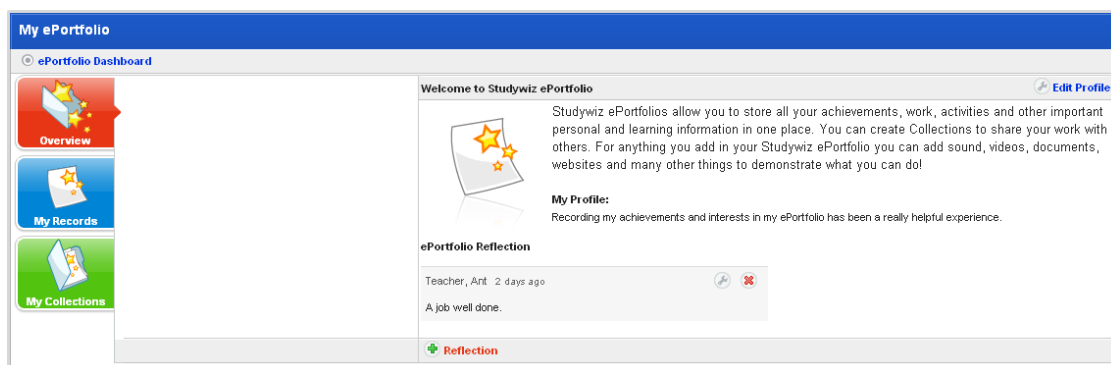 My ePortfolio
ePortfolio Dashboard
Overview
My Records
My Collections
Welcome to Studywiz ePortfolio
Edit Profile
Studywiz ePortfolios allow you to store all your achievements, work, activities and other important
personal and learning information in one place. You can create Collections to share your work with
others. For anything you add in your Studywiz ePortfolio you can add sound, videos, documents,
websites and many other things to demonstrate what you can do!
My Profile:
Recording my achievements and interests in my ePortfolio has been a really helpful experience.
ePortfolio Reflection
Teacher, Ant 2 days ago
A job well done.
Reflection